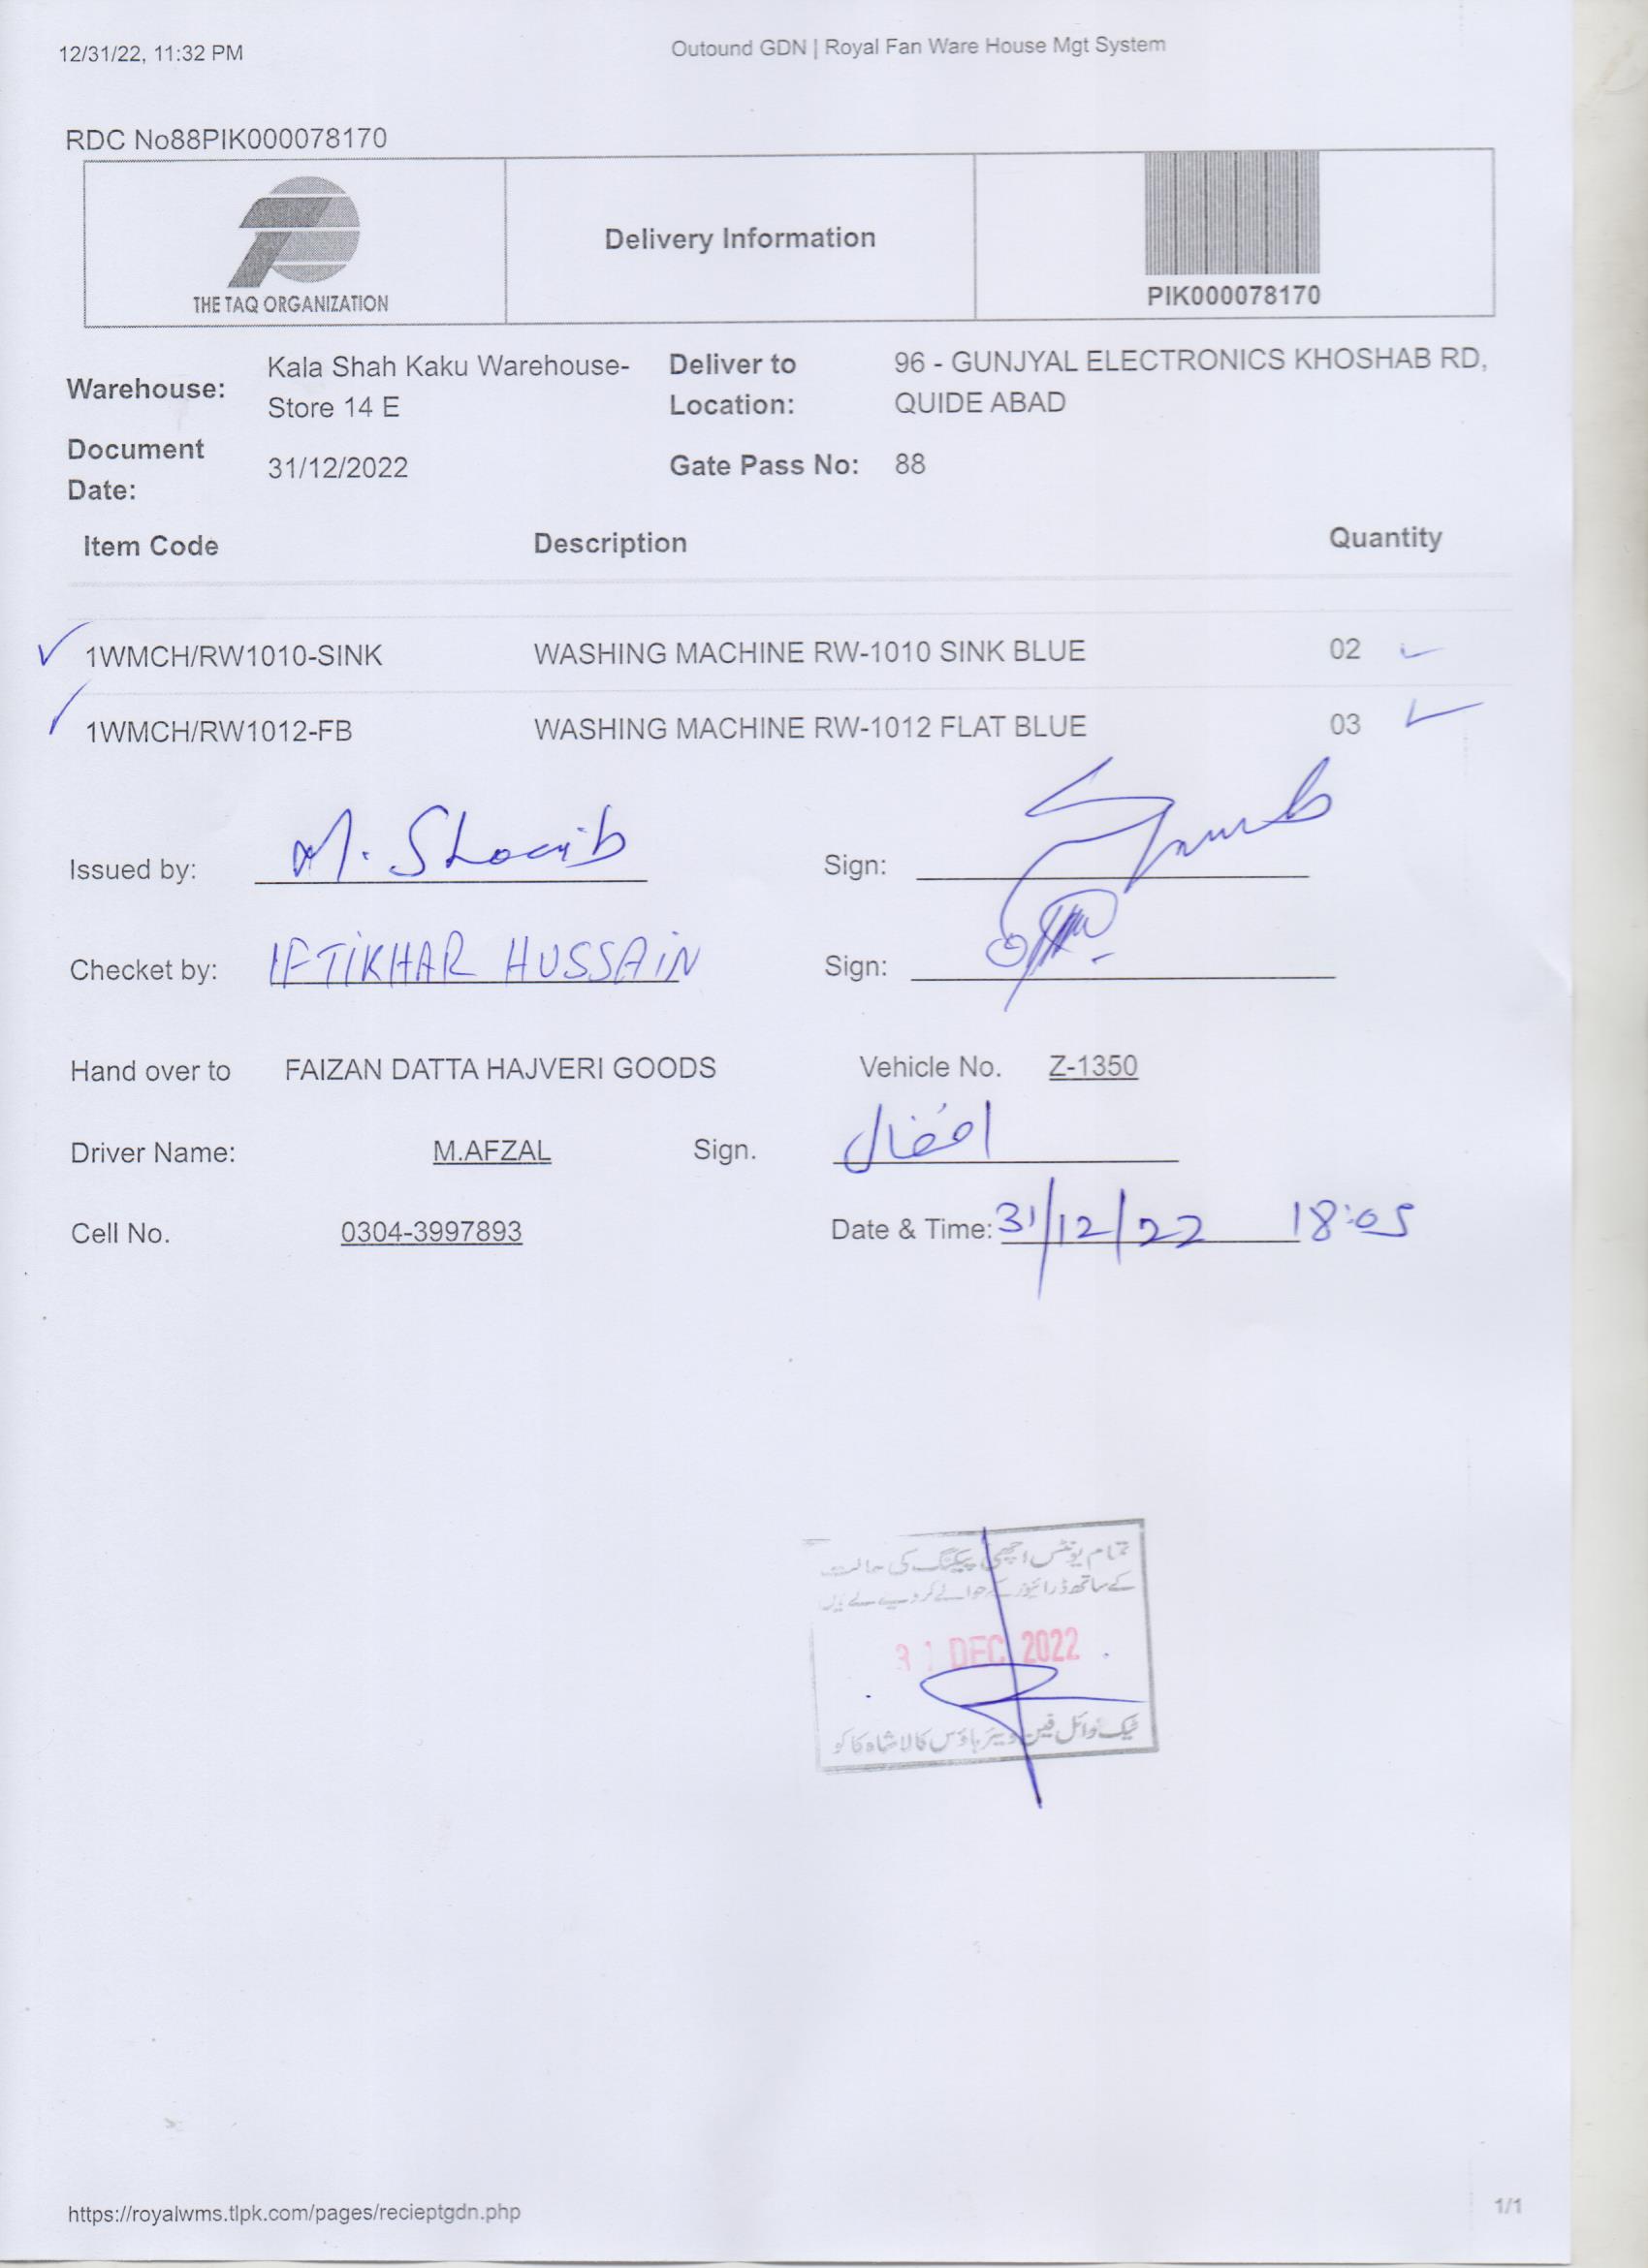 12/31/22, 11:32 PM
Outound GDN | Royal Fan Ware House Mgt System
RDC No88PIK000078170
THE TAQ ORGANIZATION
Delivery Information
PIK000078170
Warehouse: Kala Shah Kaku Warehouse-Store 14 E
Deliver to Location: 96 - GUNJYAL ELECTRONICS KHOSHAB RD, QUIDE ABAD
Document Date: 31/12/2022
Gate Pass No: 88
Item Code Description Quantity
1WMCH/RW1010-SINK WASHING MACHINE RW-1010 SINK BLUE 02
1WMCH/RW1012-FB WASHING MACHINE RW-1012 FLAT BLUE 03
Issued by: M. Shoaib Sign:
Checket by: IFTIKHAR HUSSAIN Sign:
Hand over to FAIZAN DATTA HAJVERI GOODS Vehicle No. Z-1350
Driver Name: M.AFZAL Sign. افضال
Cell No. 0304-3997893 Date & Time: 31/12/22 18:05
تمام یونٹس اچھی پیکنگ کی حالت
کے ساتھ ڈرائیور کے حوالے کر دیے
31 DEC 2022
فین ویئر ہاؤس کالا شاہ کاکو
https://royalwms.tlpk.com/pages/recieptgdn.php
1/1